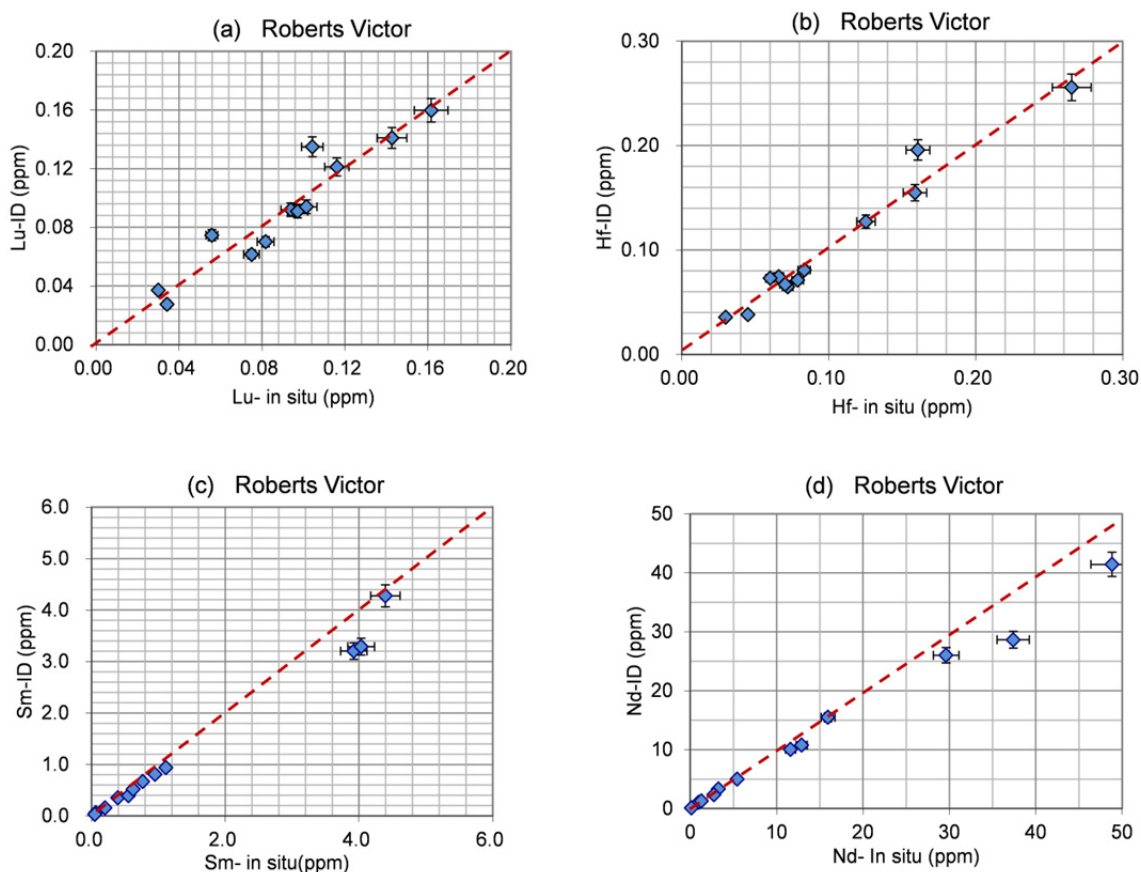 (a) Roberts Victor
0.20
0.16
0.12
0.08
0.04
0.00
Lu-ID (ppm)
0.00 0.04 0.08 0.12 0.16 0.20
Lu- in situ (ppm)
(b) Roberts Victor
0.30
0.20
0.10
0.00
Hf-ID (ppm)
0.00 0.10 0.20 0.30
Hf- in situ (ppm)
(c) Roberts Victor
6.0
5.0
4.0
3.0
2.0
1.0
0.0
Sm-ID (ppm)
0.0 2.0 4.0 6.0
Sm- in situ(ppm)
(d) Roberts Victor
50
40
30
20
10
0
Nd-ID (ppm)
0 10 20 30 40 50
Nd- In situ (ppm)